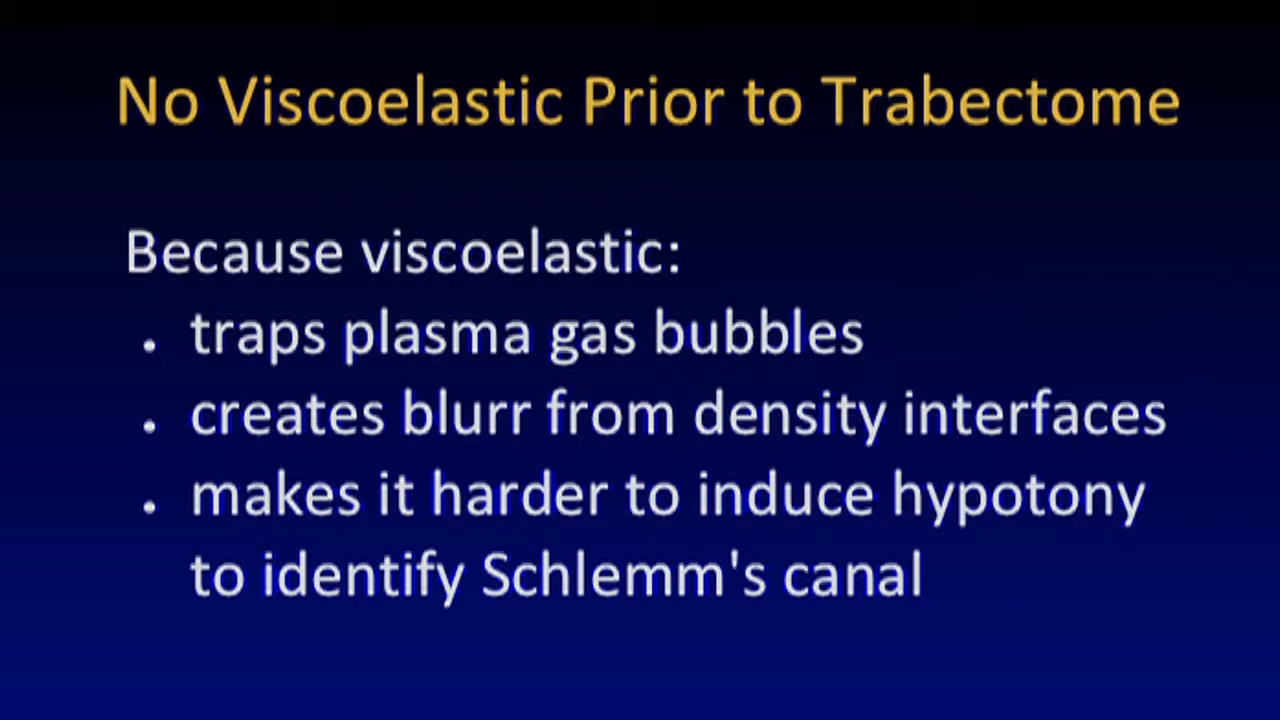 No Viscoelastic Prior to Trabectome
Because viscoelastic:
. traps plasma gas bubbles
. creates blurr from density interfaces
. makes it harder to induce hypotony
to identify Schlemm's canal